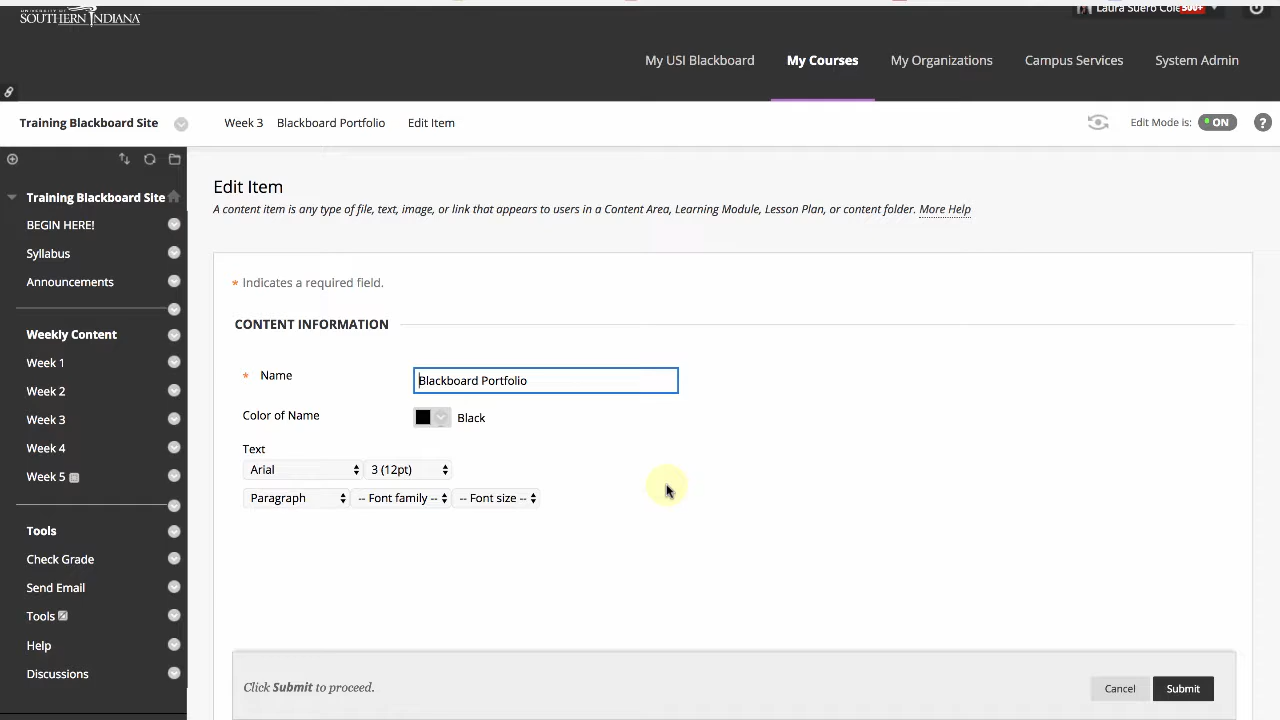 SOUTHERN INDIANA
Laura Suero Cole 500+
My USI Blackboard My Courses My Organizations Campus Services System Admin
Training Blackboard Site Week 3 Blackboard Portfolio Edit Item Edit Mode is: ON ?
Training Blackboard Site
BEGIN HERE!
Syllabus
Announcements
Weekly Content
Week 1
Week 2
Week 3
Week 4
Week 5
Tools
Check Grade
Send Email
Tools
Help
Discussions
Edit Item
A content item is any type of file, text, image, or link that appears to users in a Content Area, Learning Module, Lesson Plan, or content folder. More Help
* Indicates a required field.
CONTENT INFORMATION
* Name Blackboard Portfolio
Color of Name Black
Text
Arial 3 (12pt)
Paragraph -- Font family -- -- Font size --
Click Submit to proceed. Cancel Submit